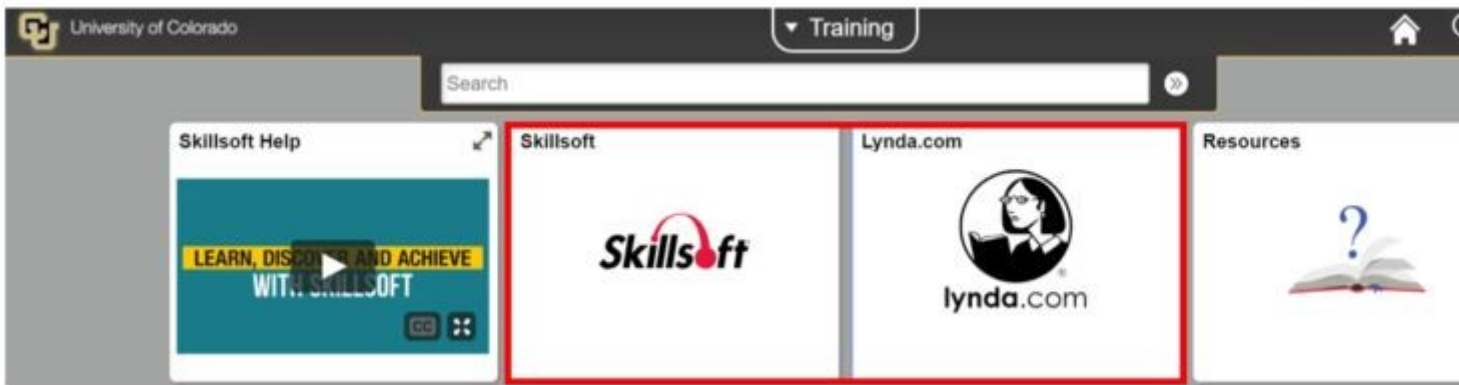 University of Colorado
Training
Search
Skillsoft Help
Skillsoft
Lynda.com
Resources
LEARN, DISCOVER AND ACHIEVE
WITH SKILLSOFT
CC
Skillsoft
lynda.com
?